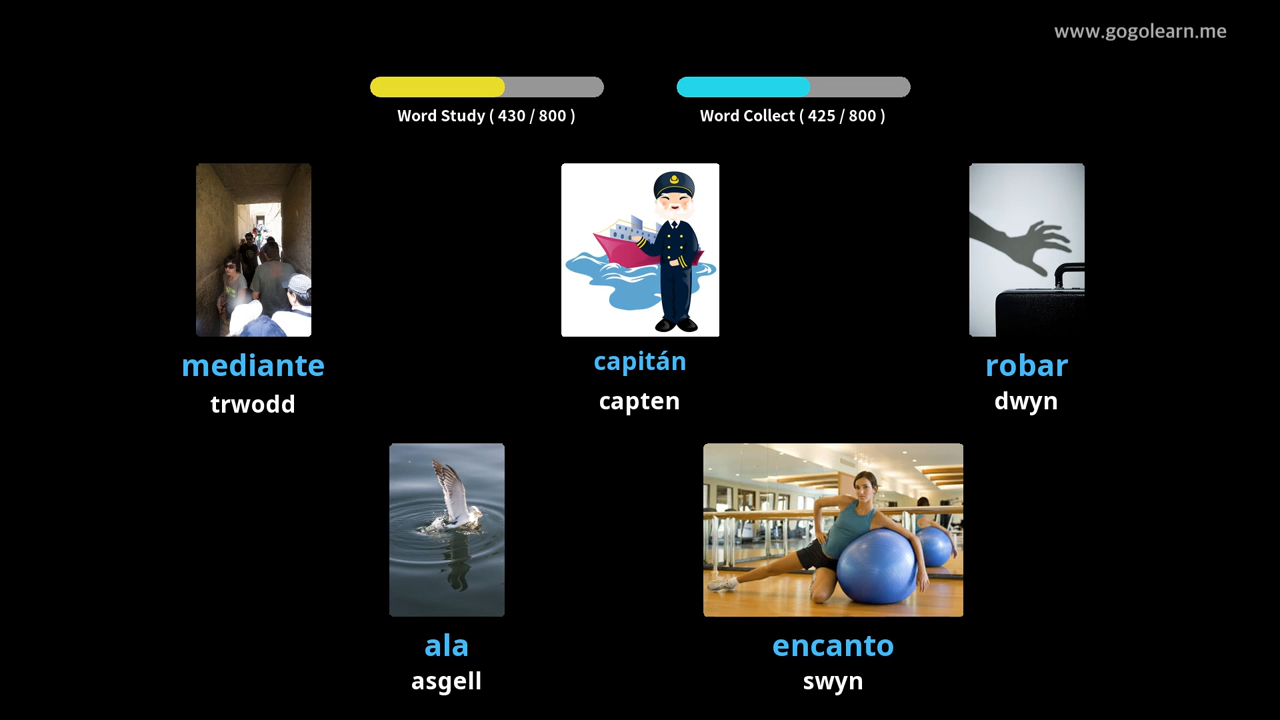 www.gogolearn.me
Word Study ( 430 / 800 )
Word Collect ( 425 / 800 )
mediante
trwodd
capitán
capten
robar
dwyn
ala
asgell
encanto
swyn